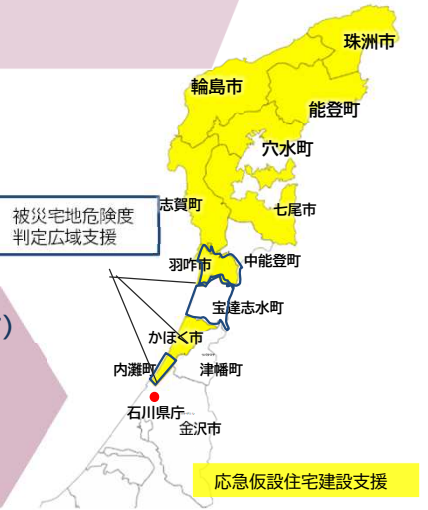 珠洲市
輪島市
能登町
穴水町
志賀町
七尾市
被災宅地危険度
判定広域支援
羽咋市
中能登町
宝達志水町
)
かほく市
内灘町
津幡町
石川県庁
金沢市
応急仮設住宅建設支援